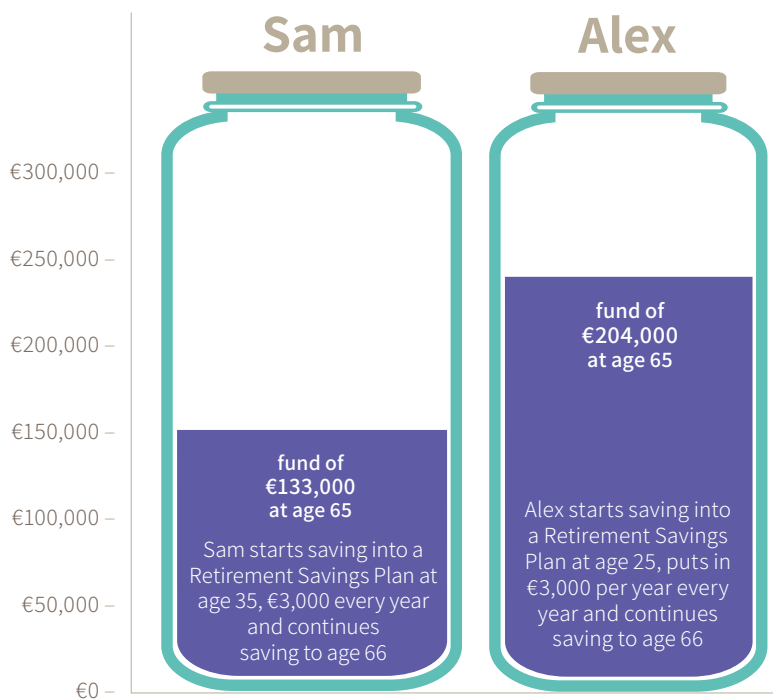 Sam
Alex
€300,000
€250,000
€200,000
€150,000
€100,000
€50,000
€0
fund of
€133,000
at age 65
Sam starts saving into a
Retirement Savings Plan at
age 35, €3,000 every year
and continues
saving to age 66
fund of
€204,000
at age 65
Alex starts saving into
a Retirement Savings
Plan at age 25, puts in
€3,000 per year every
year and continues
saving to age 66